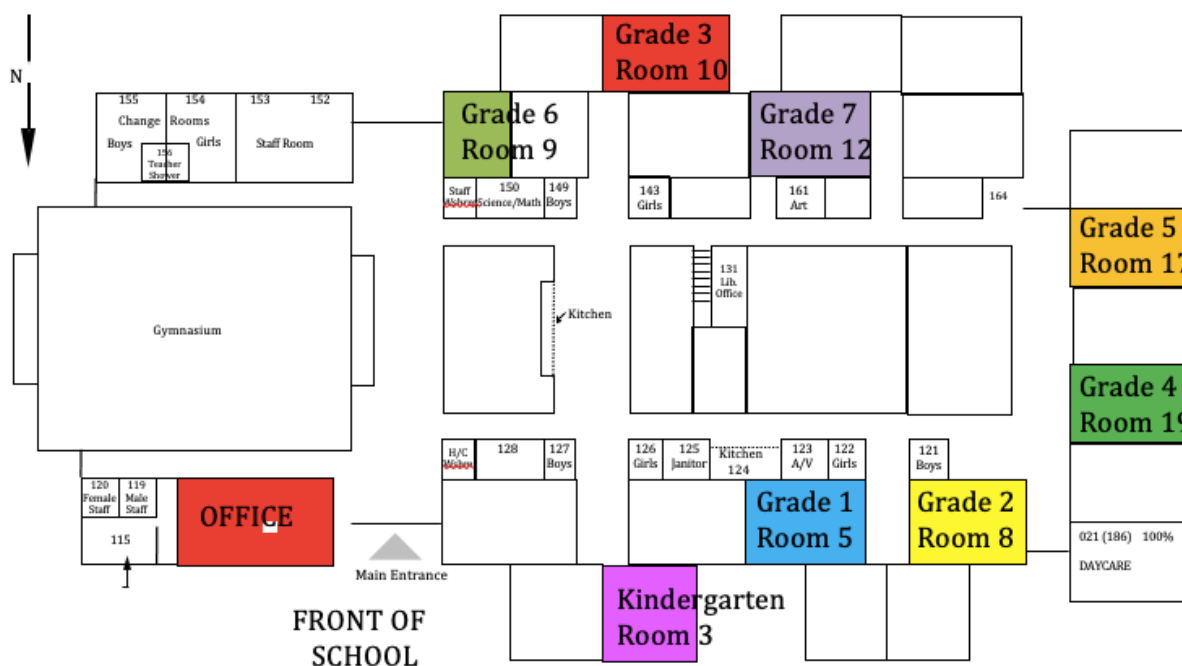 Grade 3
Room 10
N
155 154 153 152
Change Rooms
Boys Girls Staff Room
156
Teacher
Shower
Grade 6
Room 9
Grade 7
Room 12
Staff
150
Science/Math
149
Boys
143
Girls
161
Art
164
Grade 5
Room 17
131
Lib.
Office
Kitchen
Gymnasium
Grade 4
Room 19
H/C
128
127
Boys
126
Girls
125
Janitor
Kitchen
124
123
A/V
122
Girls
121
Boys
120
Female
Staff
119
Male
Staff
OFFICE
115
Grade 1
Room 5
Grade 2
Room 8
021 (186) 100%
DAYCARE
Main Entrance
Kindergarten
Room 3
FRONT OF
SCHOOL